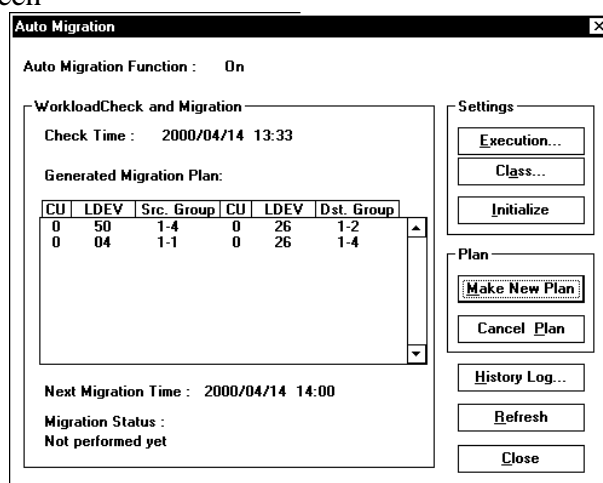 Auto Migration
Auto Migration Function : On
WorkloadCheck and Migration
Check Time : 2000/04/14 13:33
Generated Migration Plan:
CU LDEV Src. Group CU LDEV Dst. Group
0 50 1-4 0 26 1-2
0 04 1-1 0 26 1-4
Next Migration Time : 2000/04/14 14:00
Migration Status :
Not performed yet
Settings
Execution...
Class...
Initialize
Plan
Make New Plan
Cancel Plan
History Log...
Refresh
Close